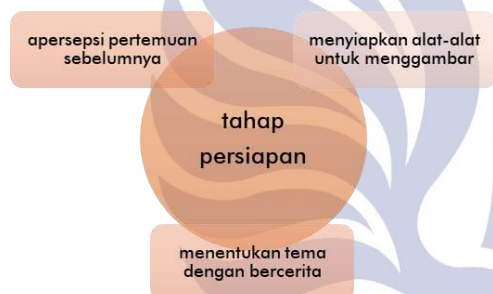 apersepsi pertemuan
sebelumnya
menyiapkan alat-alat
untuk menggambar
tahap
persiapan
menentukan tema
dengan bercerita